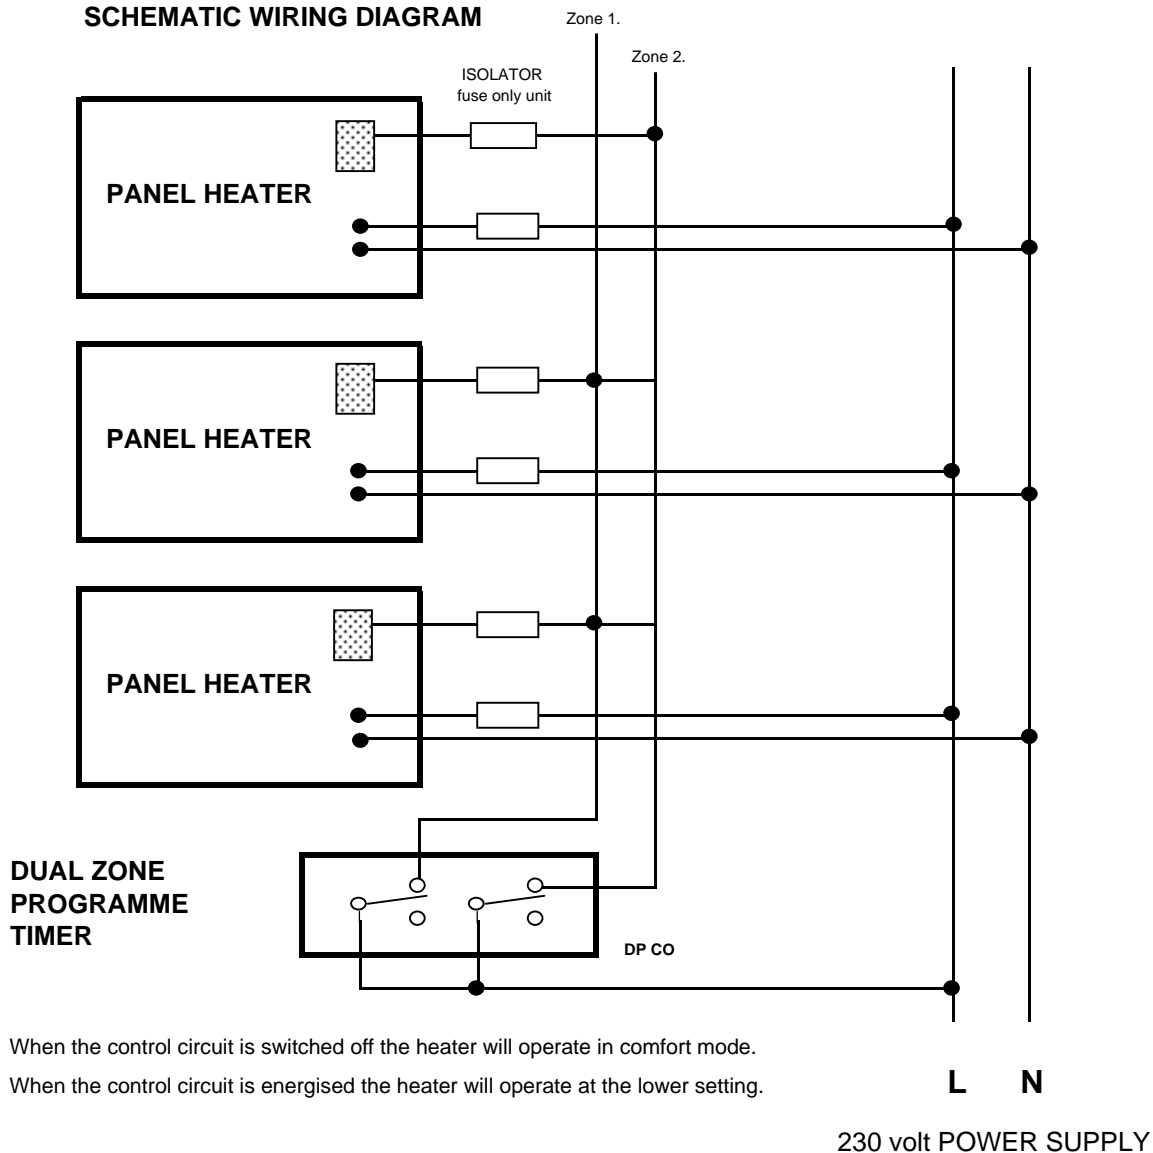 SCHEMATIC WIRING DIAGRAM
Zone 1.
Zone 2.
ISOLATOR
fuse only unit
PANEL HEATER
PANEL HEATER
PANEL HEATER
DUAL ZONE
PROGRAMME
TIMER
DP CO
When the control circuit is switched off the heater will operate in comfort mode.
When the control circuit is energised the heater will operate at the lower setting.
L N
230 volt POWER SUPPLY